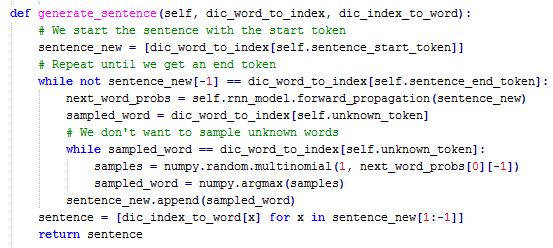 def generate_sentence(self, dic_word_to_index, dic_index_to_word):
    # We start the sentence with the start token
    sentence_new = [dic_word_to_index[self.sentence_start_token]]
    # Repeat until we get an end token
    while not sentence_new[-1] == dic_word_to_index[self.sentence_end_token]:
        next_word_probs = self.rnn_model.forward_propagation(sentence_new)
        sampled_word = dic_word_to_index[self.unknown_token]
        # We don't want to sample unknown words
        while sampled_word == dic_word_to_index[self.unknown_token]:
            samples = numpy.random.multinomial(1, next_word_probs[0][-1])
            sampled_word = numpy.argmax(samples)
        sentence_new.append(sampled_word)
    sentence = [dic_index_to_word[x] for x in sentence_new[1:-1]]
    return sentence